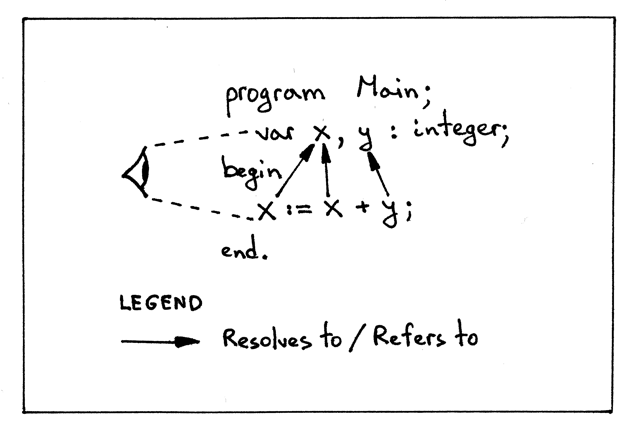 program Main;
var x, y : integer;
begin
x := x + y;
end.
LEGEND
Resolves to / Refers to